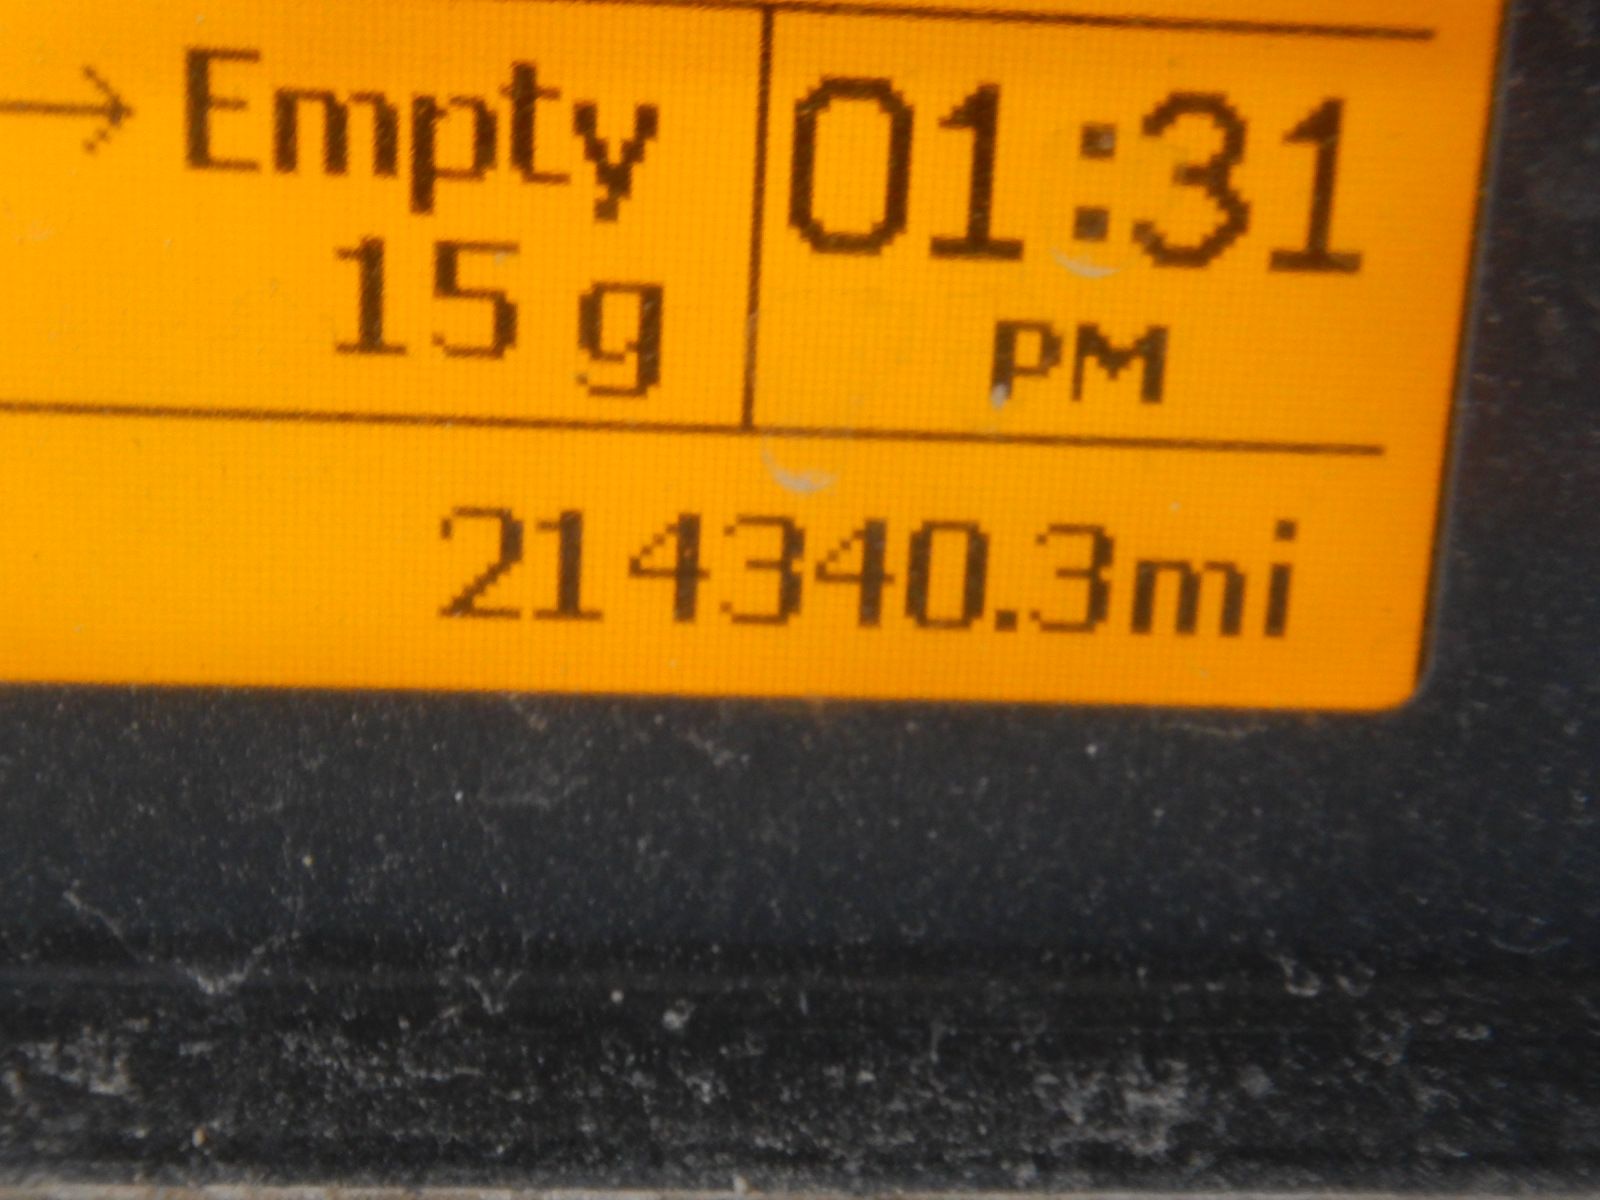 → Empty
15 g
01:31
PM
214340.3mi